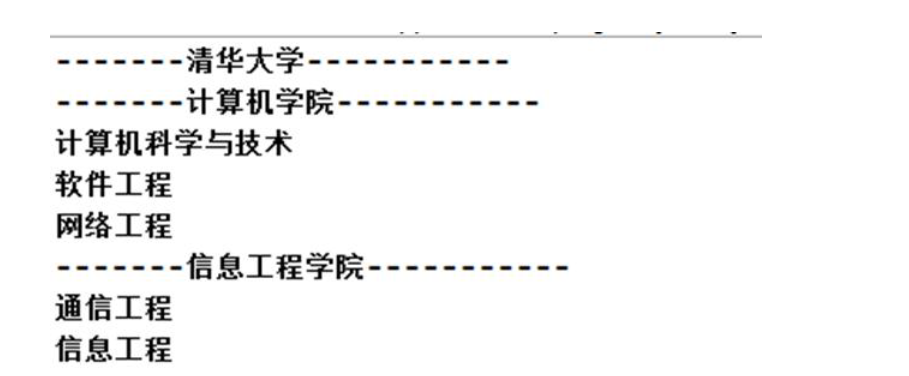 -------清华大学-----------
-------计算机学院-----------
计算机科学与技术
软件工程
网络工程
-------信息工程学院-----------
通信工程
信息工程